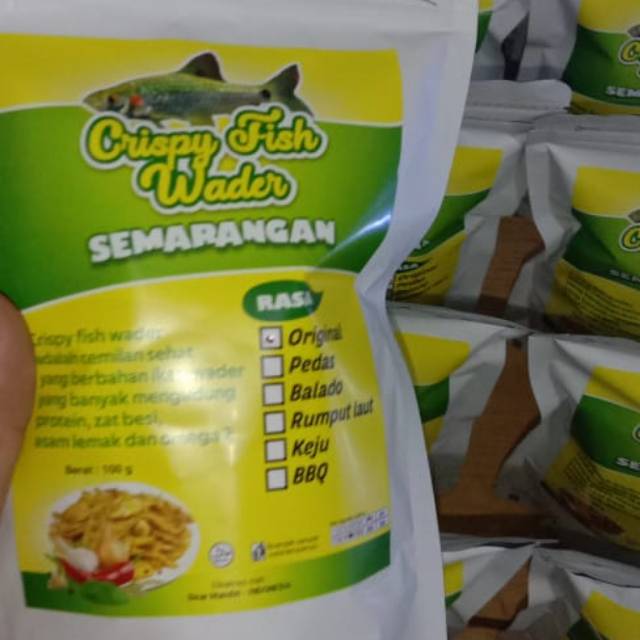 Crispy Fish
Wader
SEMARANGAN
RASA
Original
Pedas
Balado
Rumput laut
Keju
BBQ
Crispy fish wader
adalah semilan sehat
yang berbahan ikan wader
yang banyak mengandung
protein, zat besi,
asam lemak dan omega 3
Berat : 100 g